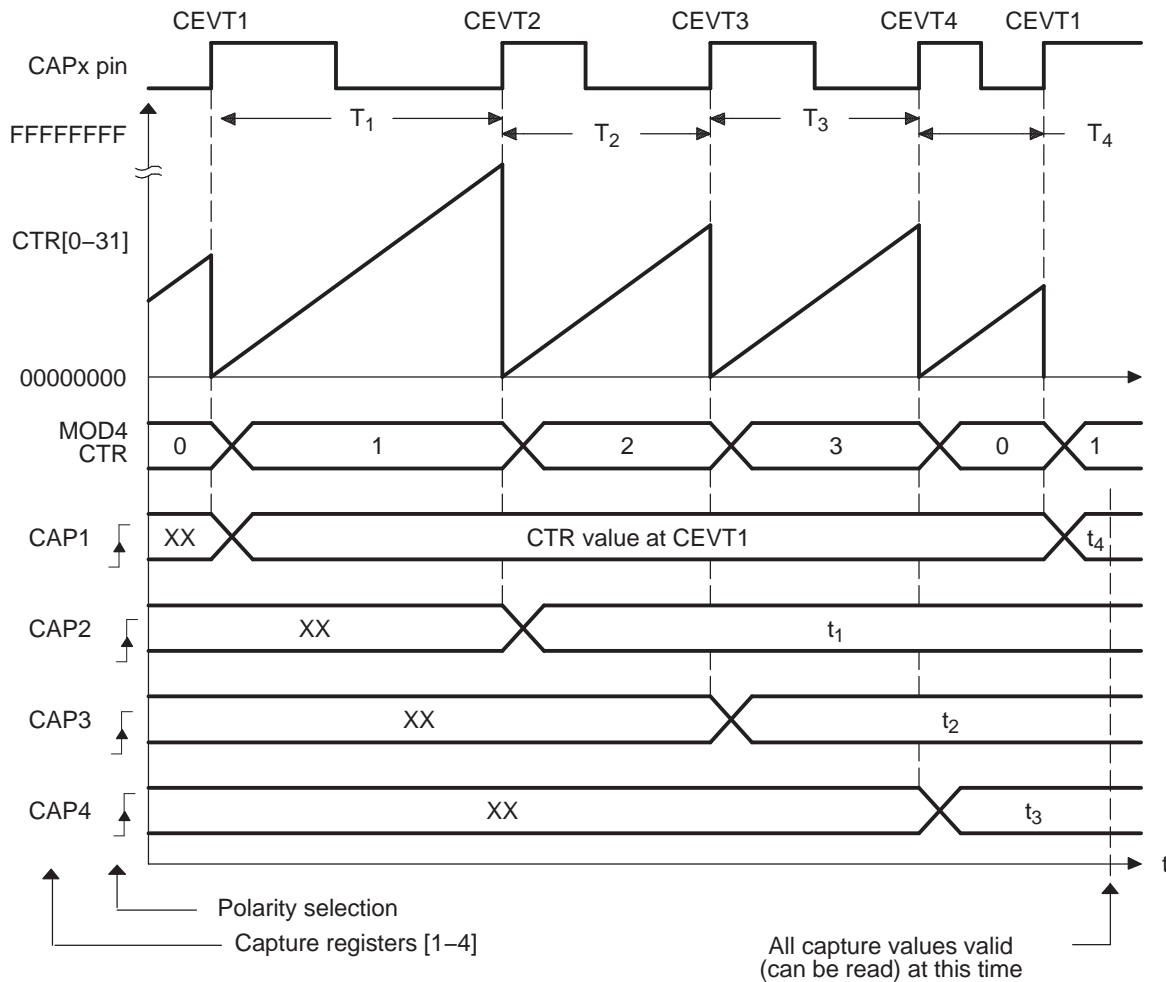 CEVT1 CEVT2 CEVT3 CEVT4 CEVT1
CAPx pin
T1 T2 T3 T4
FFFFFFFF
CTR[0−31]
00000000
MOD4
CTR
0 1 2 3 0 1
CAP1 XX CTR value at CEVT1 t4
CAP2 XX t1
CAP3 XX t2
CAP4 XX t3
t
Polarity selection
Capture registers [1−4]
All capture values valid
(can be read) at this time